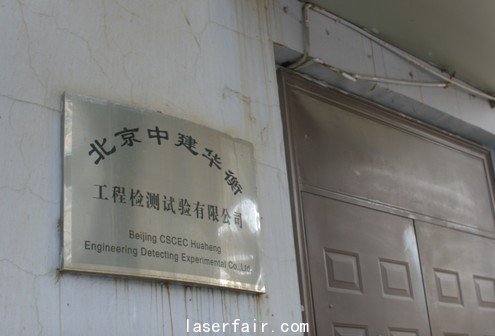 北京中建华衡
工程检测试验有限公司
Beijing CSCEC Huaheng
Engineering Detecting Experimental Co.,Ltd.
laserfair.com